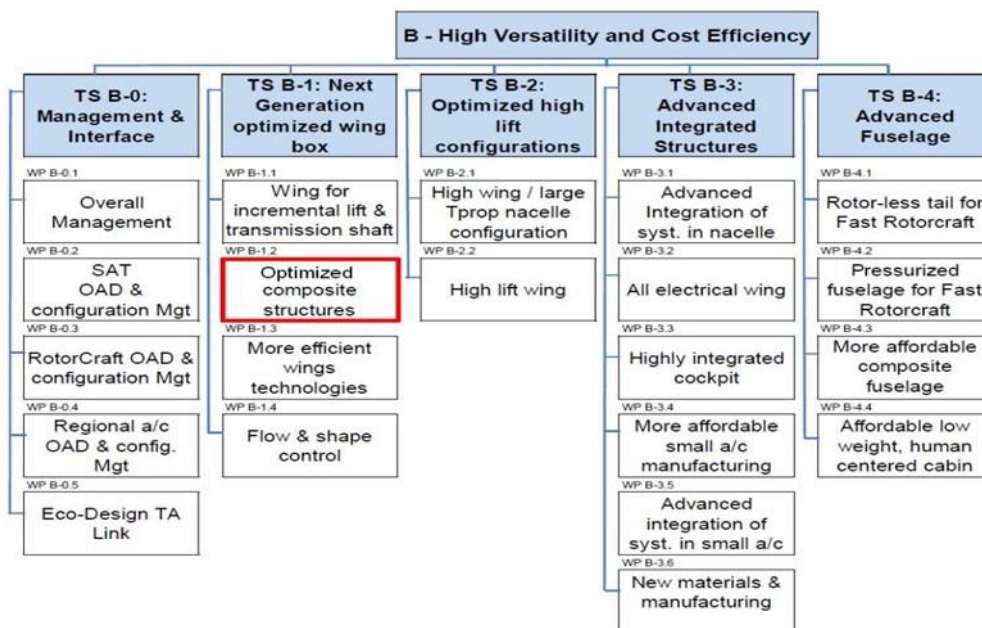 B - High Versatility and Cost Efficiency
TS B-0:
Management &
Interface
WP B-0.1
Overall
Management
WP B-0.2
SAT
OAD &
configuration Mgt
WP B-0.3
RotorCraft OAD &
configuration Mgt
WP B-0.4
Regional a/c
OAD & config.
Mgt
WP B-0.5
Eco-Design TA
Link
TS B-1: Next
Generation
optimized wing
box
WP B-1.1
Wing for
incremental lift &
transmission shaft
WP B-1.2
Optimized
composite
structures
WP B-1.3
More efficient
wings
technologies
WP B-1.4
Flow & shape
control
TS B-2:
Optimized high
lift
configurations
WP B-2.1
High wing / large
Tprop nacelle
configuration
WP B-2.2
High lift wing
TS B-3:
Advanced
Integrated
Structures
WP B-3.1
Advanced
Integration of
syst. in nacelle
WP B-3.2
All electrical wing
WP B-3.3
Highly integrated
cockpit
WP B-3.4
More affordable
small a/c
manufacturing
WP B-3.5
Advanced
integration of
syst. in small a/c
WP B-3.6
New materials &
manufacturing
TS B-4:
Advanced
Fuselage
WP B-4.1
Rotor-less tail for
Fast Rotorcraft
WP B-4.2
Pressurized
fuselage for Fast
Rotorcraft
WP B-4.3
More affordable
composite
fuselage
WP B-4.4
Affordable low
weight, human
centered cabin